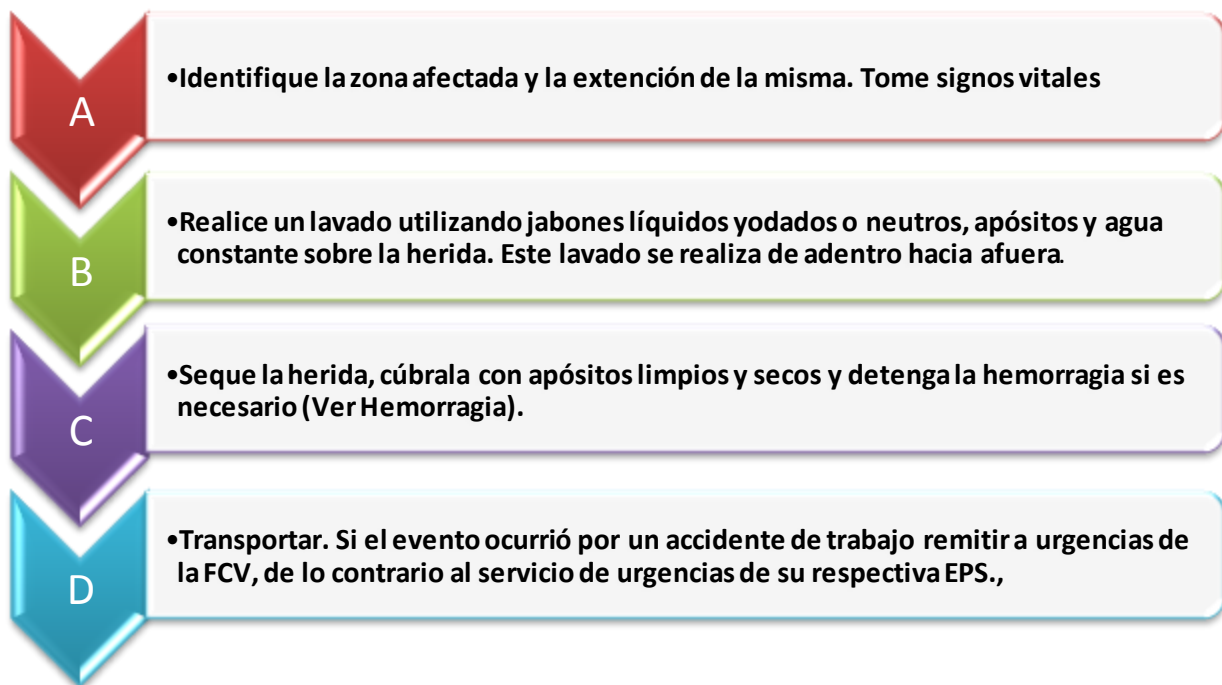 A
•Identifique la zona afectada y la extención de la misma. Tome signos vitales
B
•Realice un lavado utilizando jabones líquidos yodados o neutros, apósitos y agua
constante sobre la herida. Este lavado se realiza de adentro hacia afuera.
C
•Seque la herida, cúbrala con apósitos limpios y secos y detenga la hemorragia si es
necesario (Ver Hemorragia).
D
•Transportar. Si el evento ocurrió por un accidente de trabajo remitir a urgencias de
la FCV, de lo contrario al servicio de urgencias de su respectiva EPS.,